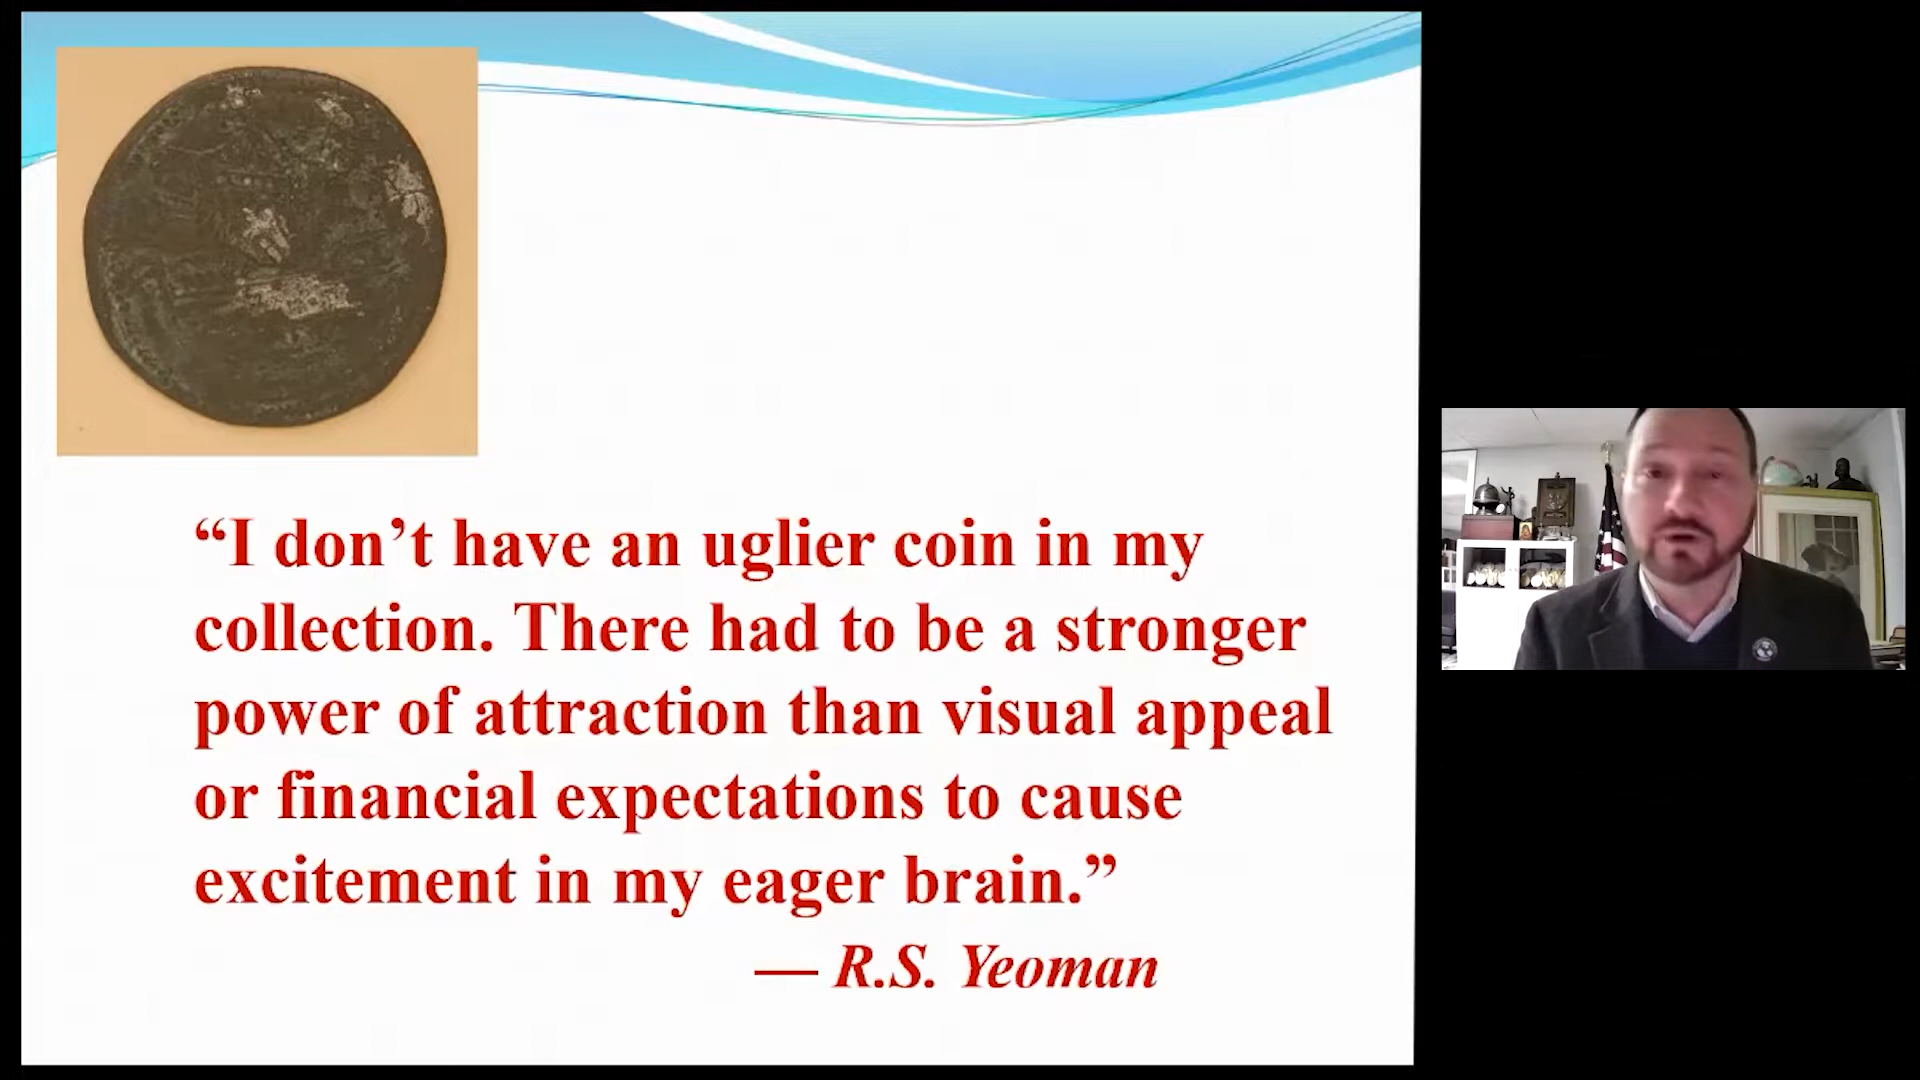 “I don’t have an uglier coin in my
collection. There had to be a stronger
power of attraction than visual appeal
or financial expectations to cause
excitement in my eager brain.”
— R.S. Yeoman